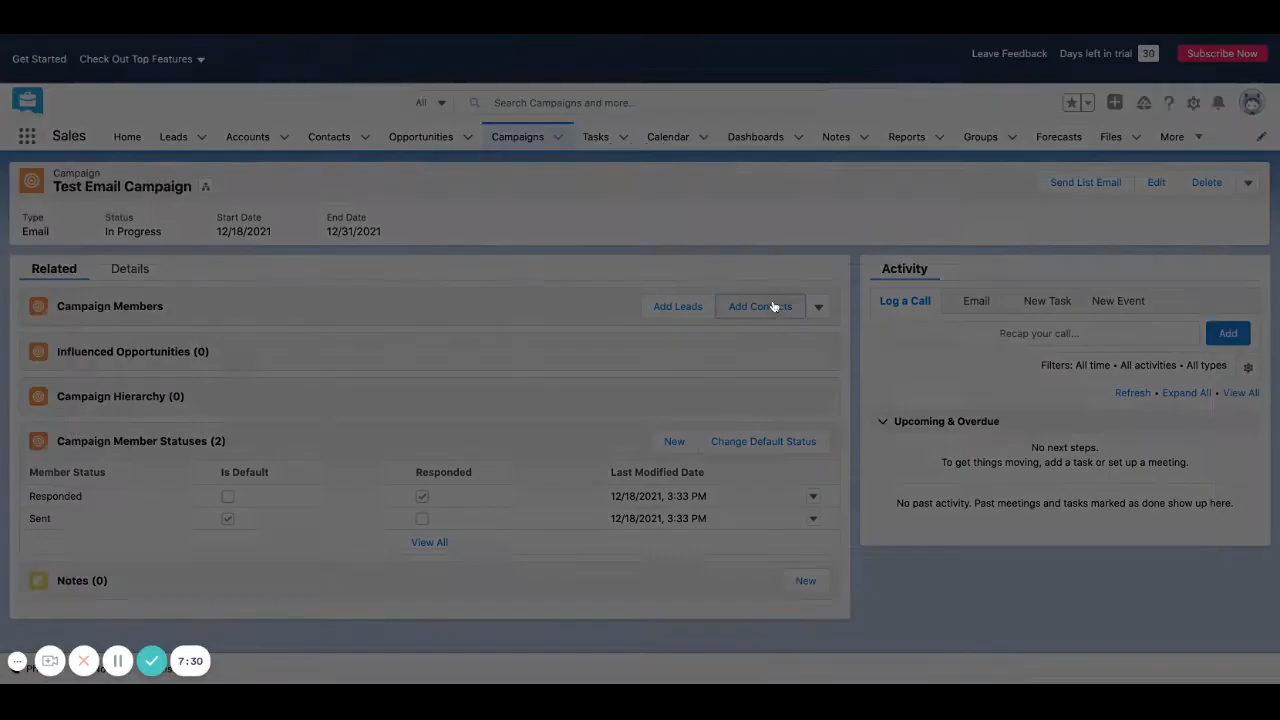 Get Started Check Out Top Features Leave Feedback Days left in trial 30 Subscribe Now
All Search Campaigns and more...
Sales Home Leads Accounts Contacts Opportunities Campaigns Tasks Calendar Dashboards Notes Reports Groups Forecasts Files More
Campaign
Test Email Campaign Send List Email Edit Delete
Type Status Start Date End Date
Email In Progress 12/18/2021 12/31/2021
Related Details
Campaign Members Add Leads Add
Influenced Opportunities (0)
Campaign Hierarchy (0)
Campaign Member Statuses (2) New Change Default Status
Member Status Is Default Responded Last Modified Date
Responded 12/18/2021, 3:33 PM
Sent 12/18/2021, 3:33 PM
View All
Notes (0) New
Activity
Log a Call Email New Task New Event
Recap your call... Add
Filters: All time • All activities • All types
Refresh • Expand All • View All
Upcoming & Overdue
No next steps.
To get things moving, add a task or set up a meeting.
No past activity. Past meetings and tasks marked as done show up here.
7:30